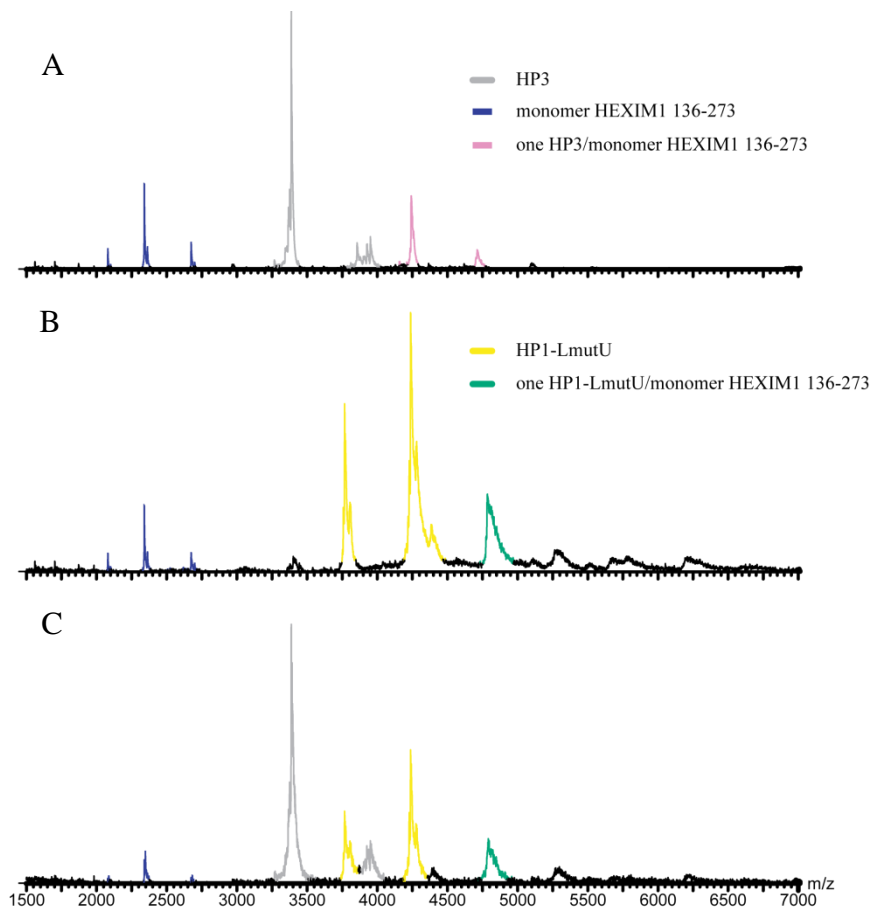 A
HP3
monomer HEXIM1 136-273
one HP3/monomer HEXIM1 136-273
B
HP1-LmutU
one HP1-LmutU/monomer HEXIM1 136-273
C
m/z
1500 2000 2500 3000 3500 4000 4500 5000 5500 6000 6500 7000